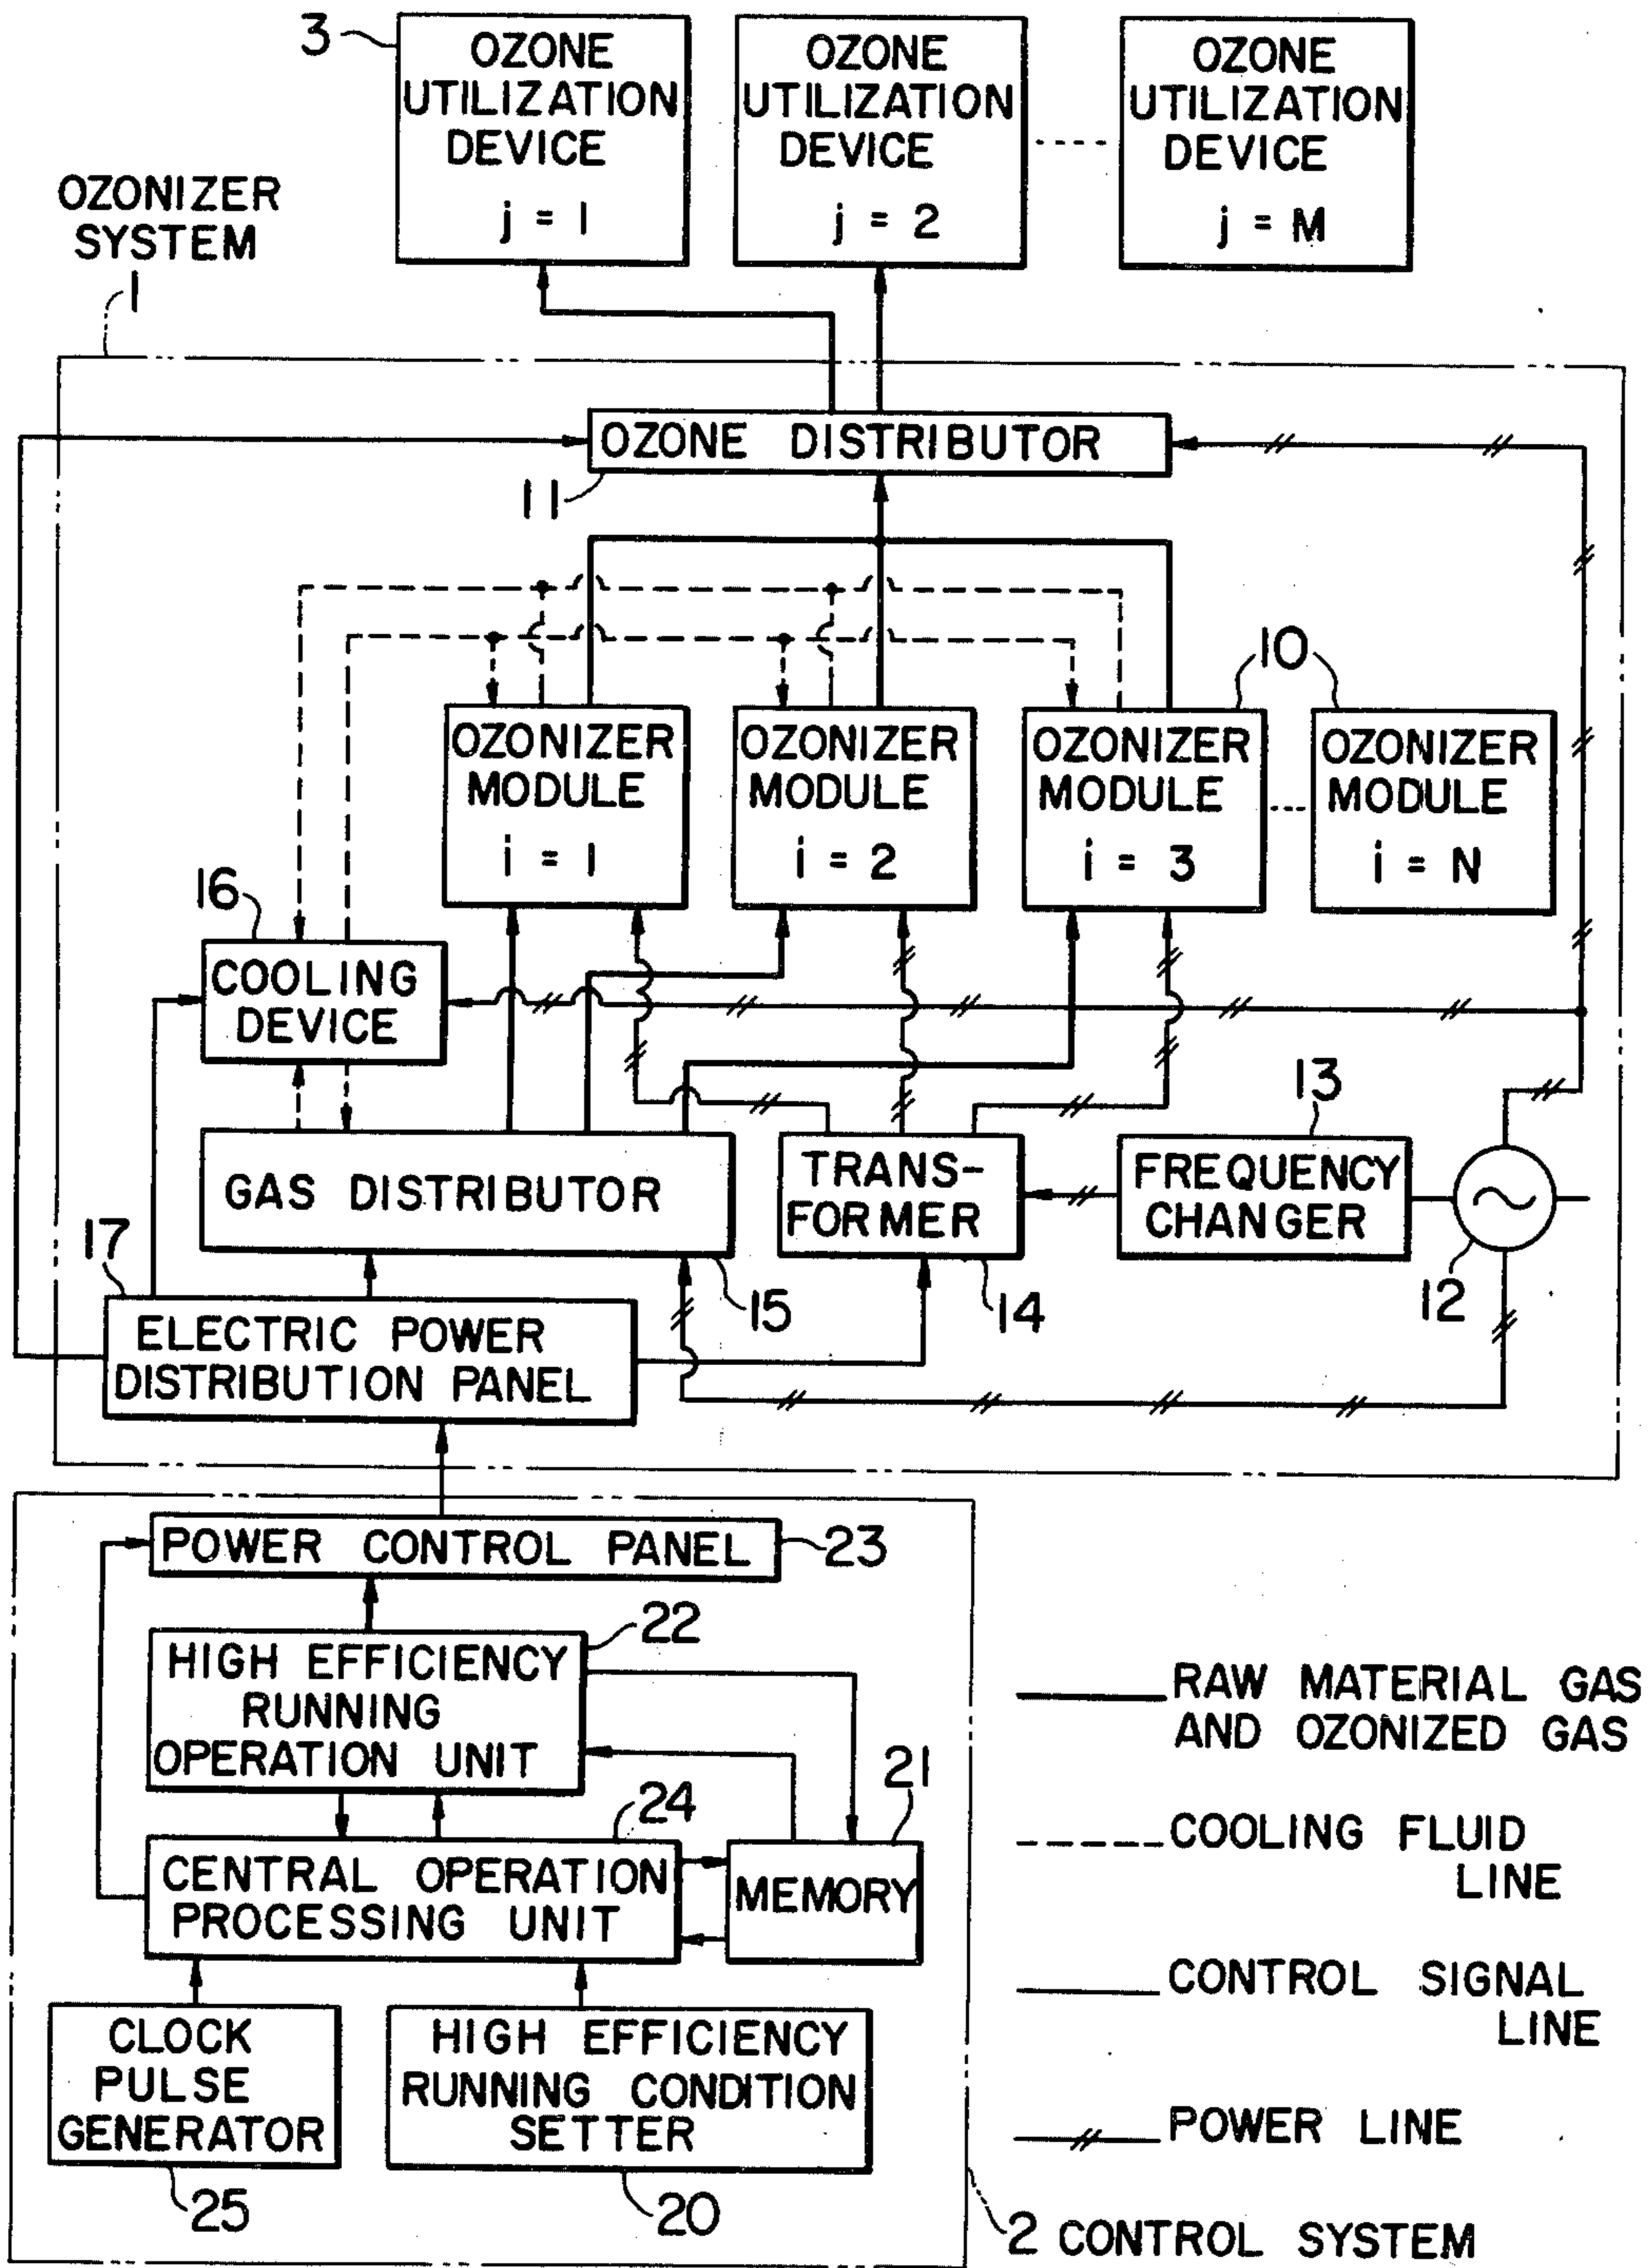 3
OZONE
UTILIZATION
DEVICE
j = 1
OZONE
UTILIZATION
DEVICE
j = 2
OZONE
UTILIZATION
DEVICE
j = M
OZONIZER
SYSTEM
1
OZONE DISTRIBUTOR
11
10
OZONIZER
MODULE
i = 1
OZONIZER
MODULE
i = 2
OZONIZER
MODULE
i = 3
OZONIZER
MODULE
i = N
16
COOLING
DEVICE
13
GAS DISTRIBUTOR
TRANS-
FORMER
FREQUENCY
CHANGER
17
15
14
12
ELECTRIC POWER
DISTRIBUTION PANEL
POWER CONTROL PANEL
23
22
HIGH EFFICIENCY
RUNNING
OPERATION UNIT
24
21
CENTRAL OPERATION
PROCESSING UNIT
MEMORY
CLOCK
PULSE
GENERATOR
HIGH EFFICIENCY
RUNNING CONDITION
SETTER
25
20
RAW MATERIAL GAS
AND OZONIZED GAS
COOLING FLUID
LINE
CONTROL SIGNAL
LINE
POWER LINE
2 CONTROL SYSTEM